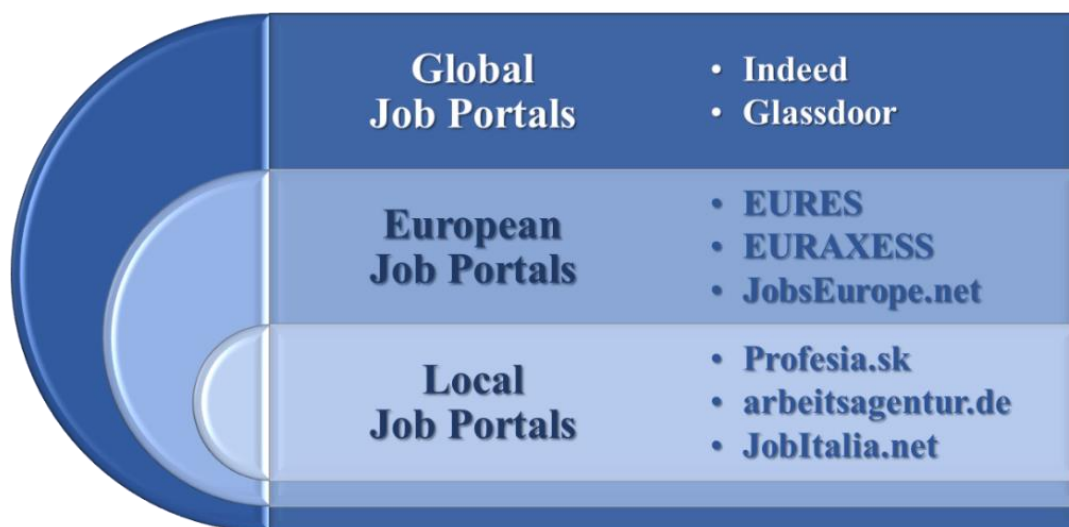 Global
Job Portals
• Indeed
• Glassdoor
European
Job Portals
• EURES
• EURAXESS
• JobsEurope.net
Local
Job Portals
• Profesia.sk
• arbeitsagentur.de
• JobItalia.net